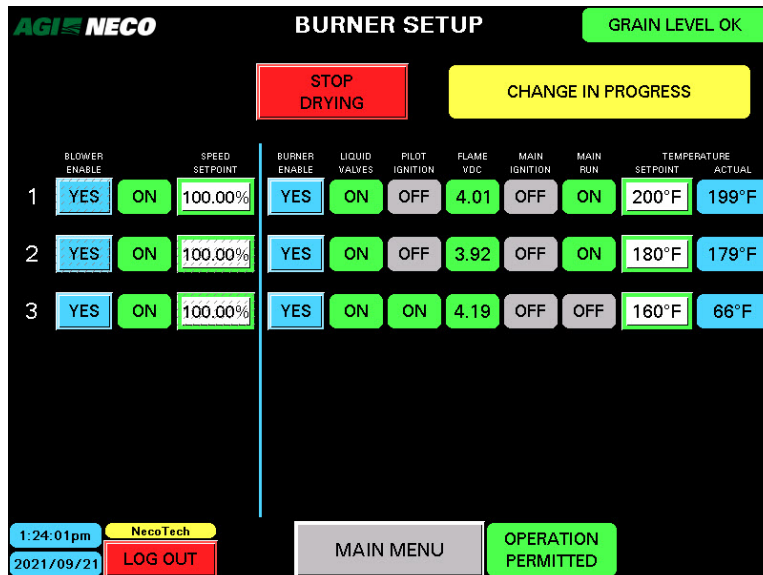 AGI NECO
BURNER SETUP
GRAIN LEVEL OK
STOP
DRYING
CHANGE IN PROGRESS
BLOWER
ENABLE
SPEED
SETPOINT
BURNER
ENABLE
LIQUID
VALVES
PILOT
IGNITION
FLAME
VDC
MAIN
IGNITION
MAIN
RUN
TEMPERATURE
SETPOINT ACTUAL
1 YES ON 100.00% YES ON OFF 4.01 OFF ON 200°F 199°F
2 YES ON 100.00% YES ON OFF 3.92 OFF ON 180°F 179°F
3 YES ON 100.00% YES ON ON 4.19 OFF OFF 160°F 66°F
1:24:01pm
NecoTech
2021/09/21
LOG OUT
MAIN MENU
OPERATION
PERMITTED